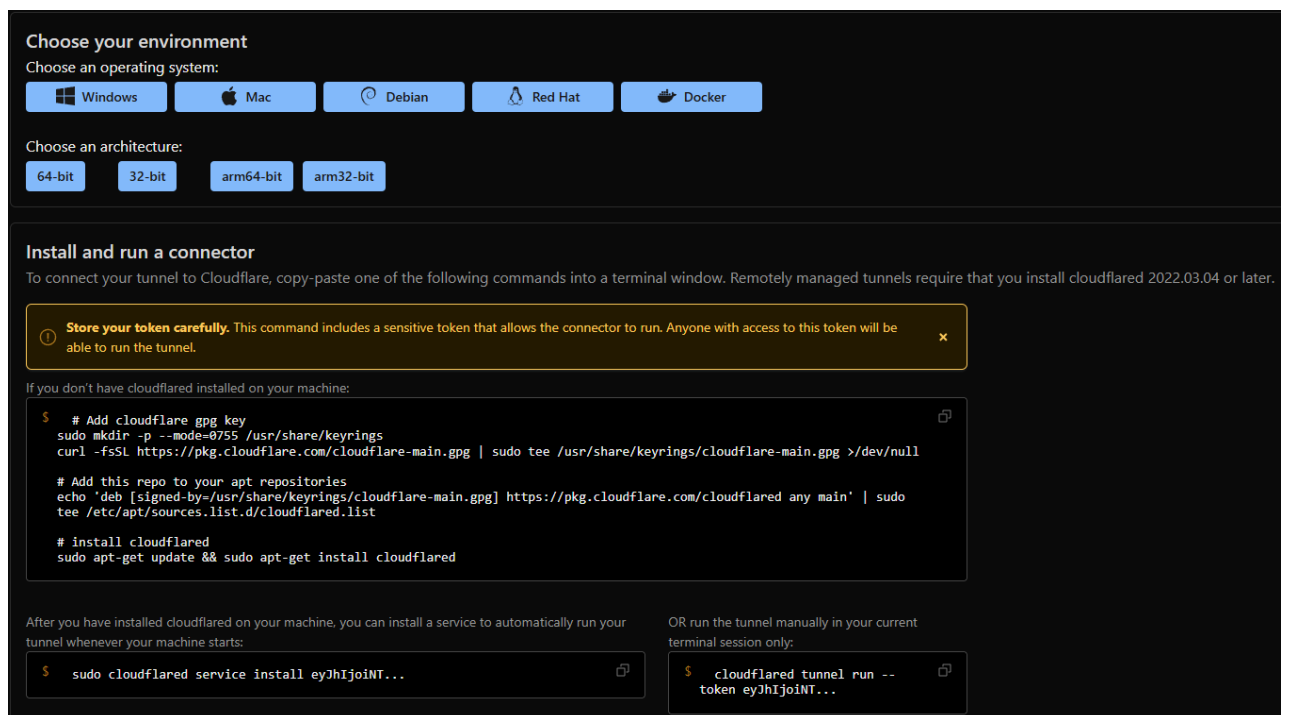 Choose your environment
Choose an operating system:
Windows
Mac
Debian
Red Hat
Docker
Choose an architecture:
64-bit
32-bit
arm64-bit
arm32-bit
Install and run a connector
To connect your tunnel to Cloudflare, copy-paste one of the following commands into a terminal window. Remotely managed tunnels require that you install cloudflared 2022.03.04 or later.
Store your token carefully. This command includes a sensitive token that allows the connector to run. Anyone with access to this token will be
able to run the tunnel.
If you don't have cloudflared installed on your machine:
$ # Add cloudflare gpg key
sudo mkdir -p --mode=0755 /usr/share/keyrings
curl -fsSL https://pkg.cloudflare.com/cloudflare-main.gpg | sudo tee /usr/share/keyrings/cloudflare-main.gpg >/dev/null
# Add this repo to your apt repositories
echo 'deb [signed-by=/usr/share/keyrings/cloudflare-main.gpg] https://pkg.cloudflare.com/cloudflared any main' | sudo
tee /etc/apt/sources.list.d/cloudflared.list
# install cloudflared
sudo apt-get update && sudo apt-get install cloudflared
After you have installed cloudflared on your machine, you can install a service to automatically run your
tunnel whenever your machine starts:
$ sudo cloudflared service install eyJhIjoiNT...
OR run the tunnel manually in your current
terminal session only:
$ cloudflared tunnel run --
token eyJhIjoiNT...